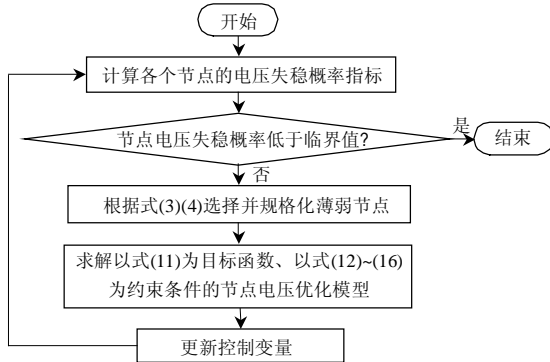 开始
计算各个节点的电压失稳概率指标
节点电压失稳概率低于临界值?
是
结束
否
根据式(3)(4)选择并规格化薄弱节点
求解以式(11)为目标函数、以式(12)~(16)
为约束条件的节点电压优化模型
更新控制变量